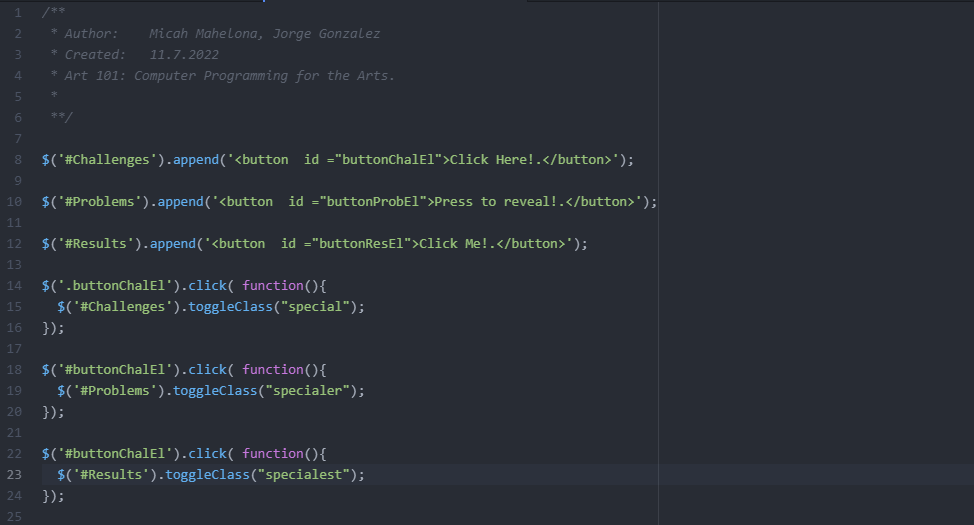 1 /**
2  * Author:    Micah Mahelona, Jorge Gonzalez
3  * Created:   11.7.2022
4  * Art 101: Computer Programming for the Arts.
5  *
6  **/
7
8 $('#Challenges').append('<button  id ="buttonChalEl">Click Here!.</button>');
9
10 $('#Problems').append('<button  id ="buttonProbEl">Press to reveal!.</button>');
11
12 $('#Results').append('<button  id ="buttonResEl">Click Me!.</button>');
13
14 $('.buttonChalEl').click( function(){
15   $('#Challenges').toggleClass("special");
16 });
17
18 $('#buttonChalEl').click( function(){
19   $('#Problems').toggleClass("specialer");
20 });
21
22 $('#buttonChalEl').click( function(){
23   $('#Results').toggleClass("specialest");
24 });
25